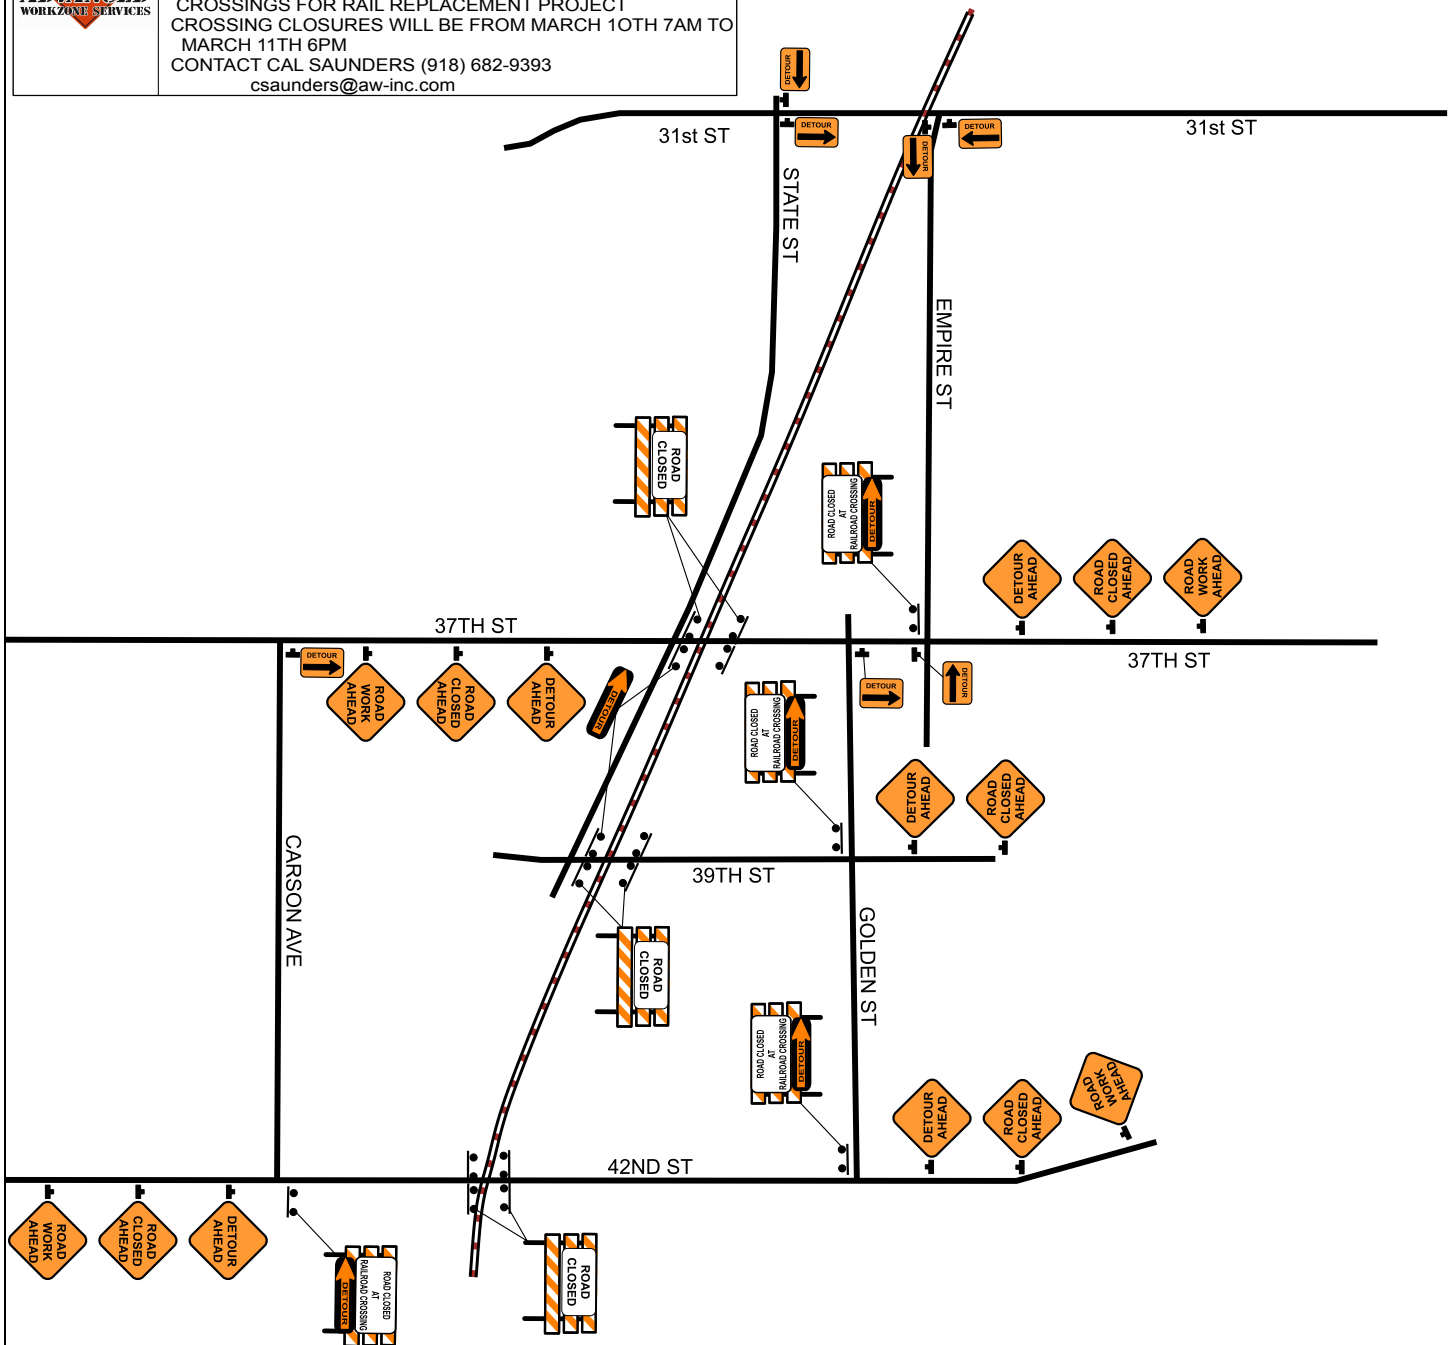 WORKZONE SERVICES
CROSSINGS FOR RAIL REPLACEMENT PROJECT
CROSSING CLOSURES WILL BE FROM MARCH 1OTH 7AM TO
MARCH 11TH 6PM
CONTACT CAL SAUNDERS (918) 682-9393
csaunders@aw-inc.com
DETOUR
31st ST
DETOUR
DETOUR
DETOUR
31st ST
STATE ST
EMPIRE ST
ROAD
CLOSED
ROAD CLOSED
AT
RAILROAD CROSSING
DETOUR
DETOUR
AHEAD
ROAD
CLOSED
AHEAD
ROAD
WORK
AHEAD
37TH ST
37TH ST
DETOUR
ROAD
WORK
AHEAD
ROAD
CLOSED
AHEAD
DETOUR
AHEAD
DETOUR
ROAD CLOSED
AT
RAILROAD CROSSING
DETOUR
DETOUR
DETOUR
DETOUR
AHEAD
ROAD
CLOSED
AHEAD
CARSON AVE
39TH ST
GOLDEN ST
ROAD
CLOSED
ROAD CLOSED
AT
RAILROAD CROSSING
DETOUR
DETOUR
AHEAD
ROAD
CLOSED
AHEAD
ROAD
WORK
AHEAD
42ND ST
ROAD
WORK
AHEAD
ROAD
CLOSED
AHEAD
DETOUR
AHEAD
ROAD CLOSED
AT
RAILROAD CROSSING
DETOUR
ROAD
CLOSED